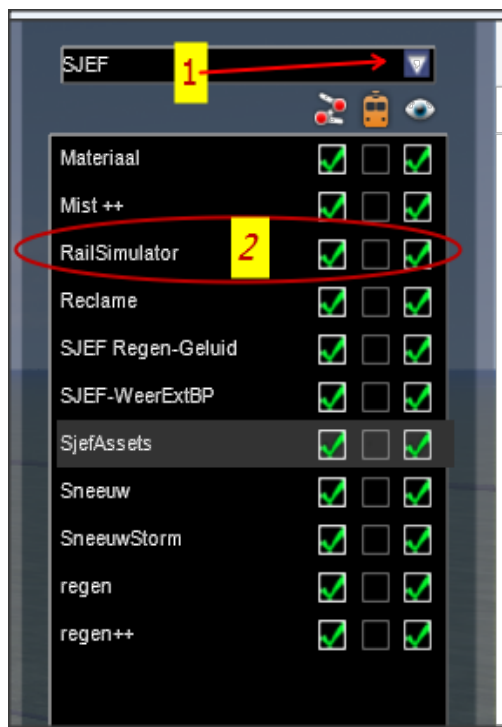 SJEF
1
Materiaal
Mist ++
RailSimulator 2
Reclame
SJEF Regen-Geluid
SJEF-WeerExtBP
SjefAssets
Sneeuw
SneeuwStorm
regen
regen++